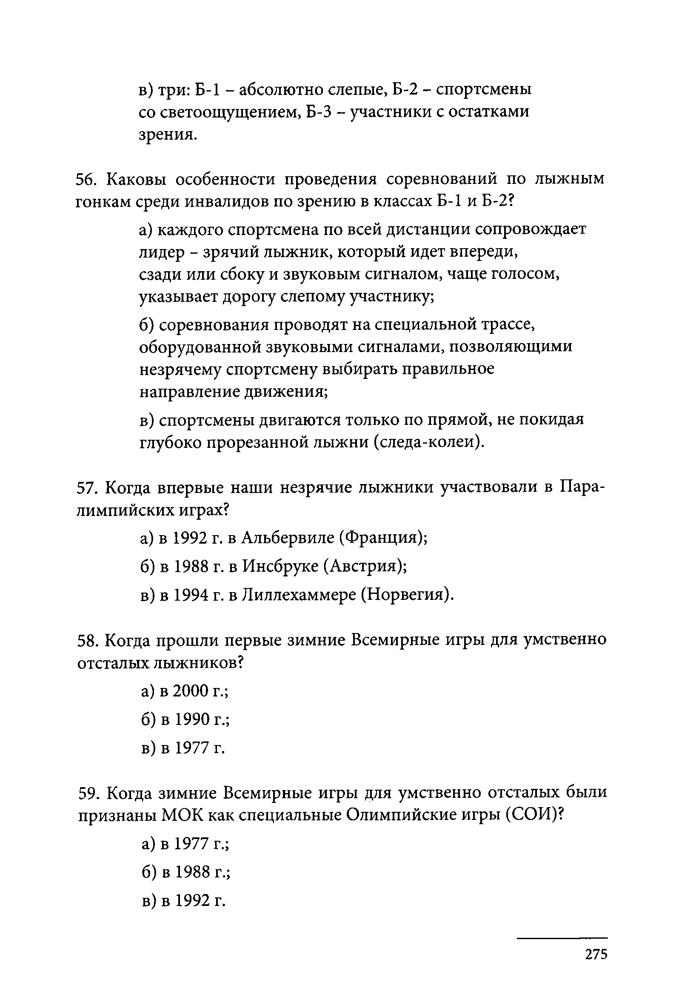 в) три: Б-1 – абсолютно слепые, Б-2 – спортсмены
со светоощущением, Б-3 – участники с остатками
зрения.
56. Каковы особенности проведения соревнований по лыжным
гонкам среди инвалидов по зрению в классах Б-1 и Б-2?
а) каждого спортсмена по всей дистанции сопровождает
лидер – зрячий лыжник, который идет впереди,
сзади или сбоку и звуковым сигналом, чаще голосом,
указывает дорогу слепому участнику;
б) соревнования проводят на специальной трассе,
оборудованной звуковыми сигналами, позволяющими
незрячему спортсмену выбирать правильное
направление движения;
в) спортсмены двигаются только по прямой, не покидая
глубоко прорезанной лыжни (следа-колеи).
57. Когда впервые наши незрячие лыжники участвовали в Пара-
лимпийских играх?
а) в 1992 г. в Альбервиле (Франция);
б) в 1988 г. в Инсбруке (Австрия);
в) в 1994 г. в Лиллехаммере (Норвегия).
58. Когда прошли первые зимние Всемирные игры для умственно
отсталых лыжников?
а) в 2000 г.;
б) в 1990 г.;
в) в 1977 г.
59. Когда зимние Всемирные игры для умственно отсталых были
признаны МОК как специальные Олимпийские игры (СОИ)?
а) в 1977 г.;
б) в 1988 г.;
в) в 1992 г.
275